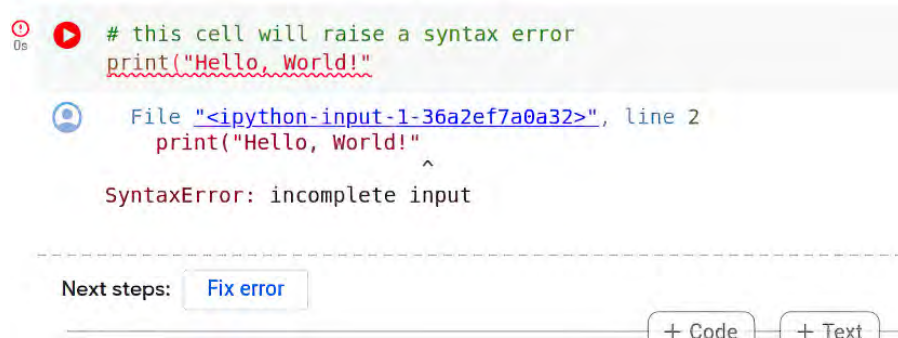 # this cell will raise a syntax error
0s
print("Hello, World!"
File "<ipython-input-1-36a2ef7a0a32>", line 2
print("Hello, World!"
^
SyntaxError: incomplete input
Next steps: Fix error
+ Code + Text